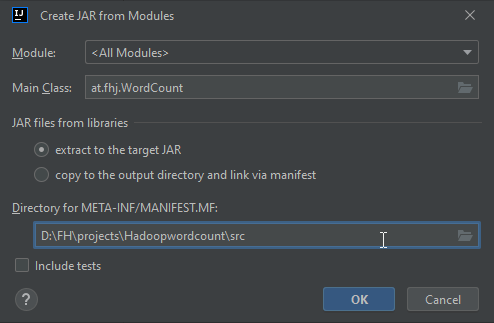 IJ Create JAR from Modules
Module: <All Modules>
Main Class: at.fhj.WordCount
JAR files from libraries
extract to the target JAR
copy to the output directory and link via manifest
Directory for META-INF/MANIFEST.MF:
D:\FH\projects\Hadoopwordcount\src
Include tests
? OK Cancel